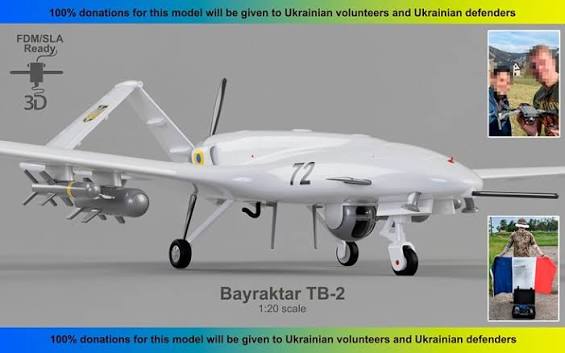 100% donations for this model will be given to Ukrainian volunteers and Ukrainian defenders
FDM/SLA
Ready
3D
72
Bayraktar TB-2
1:20 scale
100% donations for this model will be given to Ukrainian volunteers and Ukrainian defenders